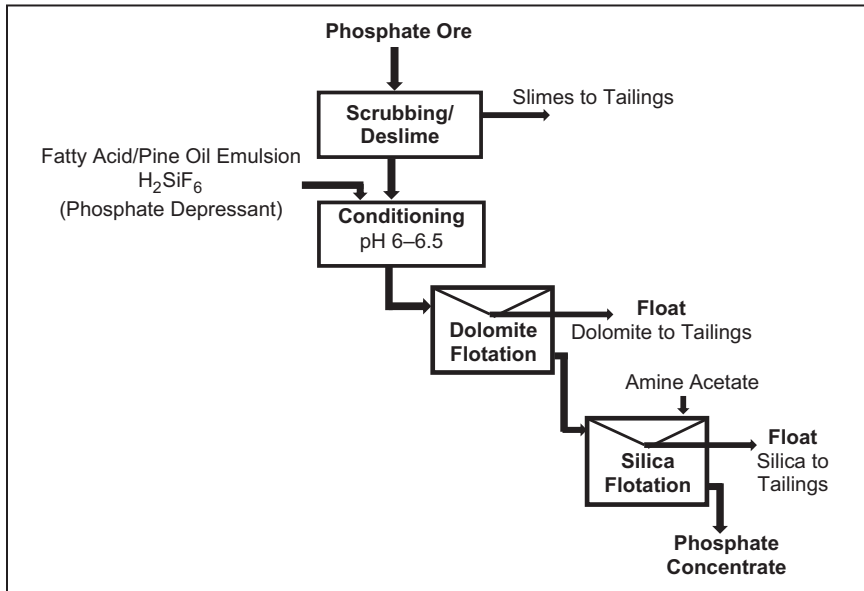 Phosphate Ore
Scrubbing/
Deslime
Slimes to Tailings
Fatty Acid/Pine Oil Emulsion
H₂SiF₆
(Phosphate Depressant)
Conditioning
pH 6–6.5
Dolomite
Flotation
Float
Dolomite to Tailings
Amine Acetate
Silica
Flotation
Float
Silica to
Tailings
Phosphate
Concentrate